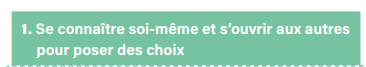 1. Se connaître soi-même et s’ouvrir aux autres
pour poser des choix